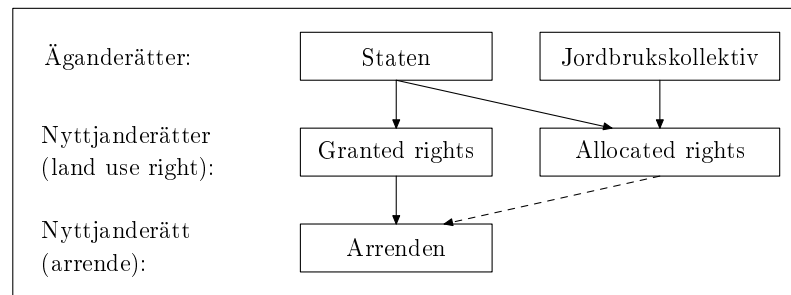 Äganderätter:
Staten
Jordbrukskollektiv
Nyttjanderätter
(land use right):
Granted rights
Allocated rights
Nyttjanderätt
(arrende):
Arrenden